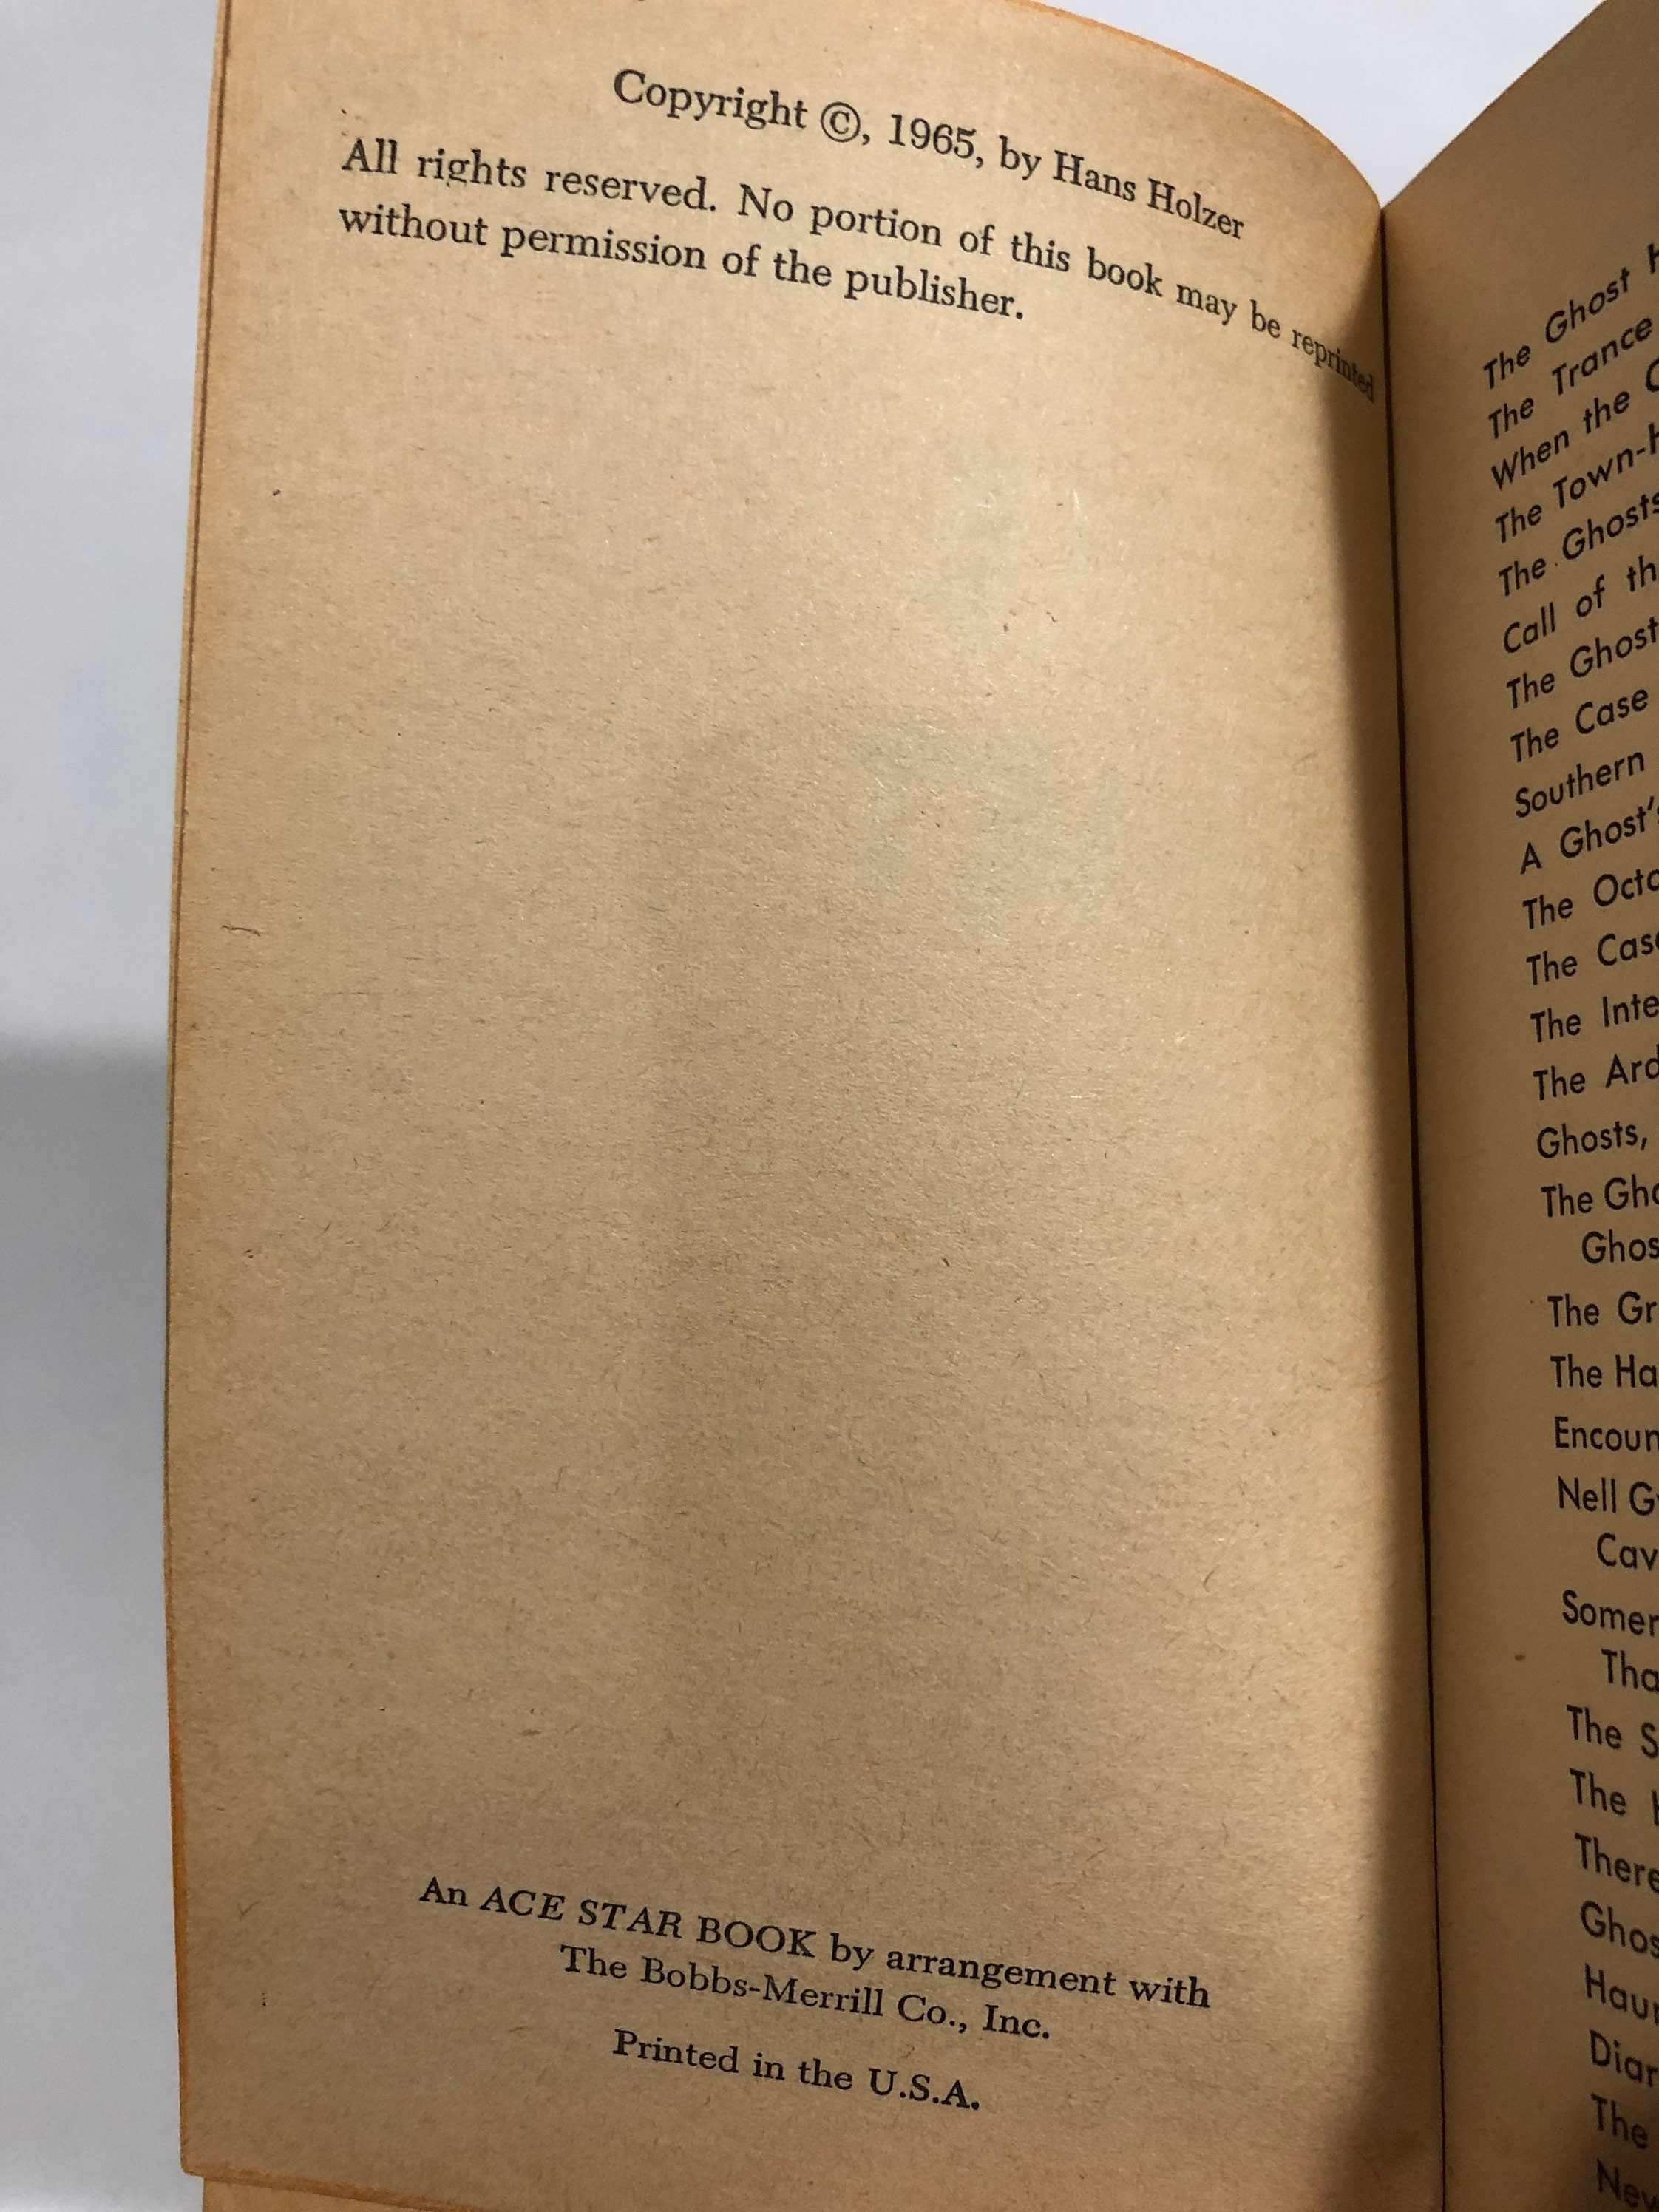 Copyright ©, 1965, by Hans Holzer
All rights reserved. No portion of this book may be reprinted
without permission of the publisher.
An ACE STAR BOOK by arrangement with
The Bobbs-Merrill Co., Inc.
Printed in the U.S.A.
The Ghost
The Trance
When the
The Town-
The Ghosts
Call of
The Ghost
The Case
Southern
A Ghost's
The
The
The
The
Ghosts,
The
The
The
Nell
The
The
The